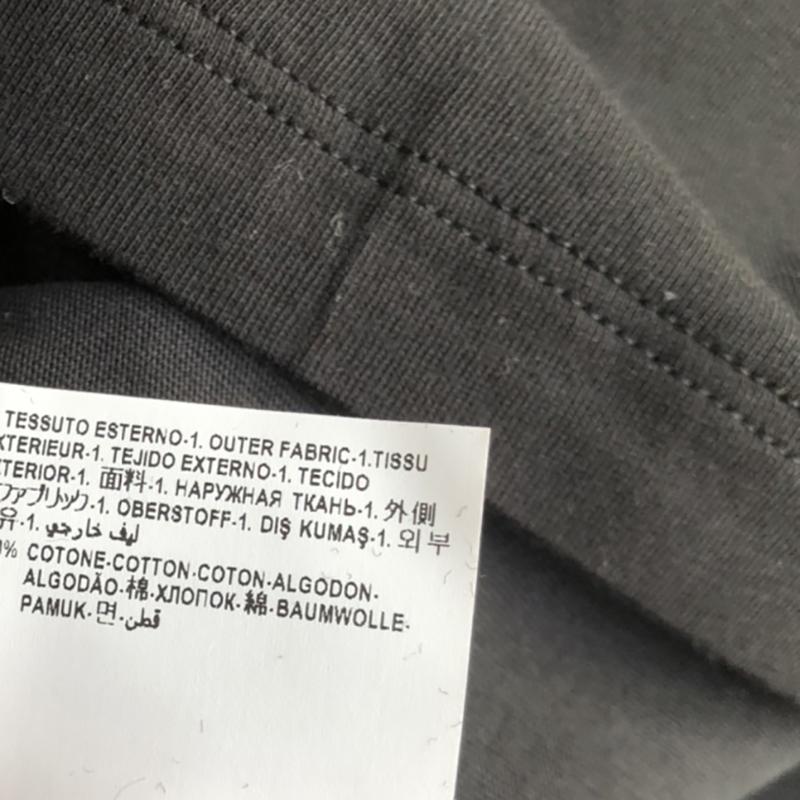 TESSUTO ESTERNO-1. OUTER FABRIC-1.TISSU
XTERIEUR-1. TEJIDO EXTERNO-1. TECIDO
TERIOR-1. 面料-1. НАРУЖНАЯ ТКАНЬ-1. 外側
ファブリック-1. OBERSTOFF-1. DIŞ KUMAŞ-1. 외부
유-1. ليف خارجي
% COTONE-COTTON-COTON-ALGODON-
ALGODÃO-棉-ХЛОПОК-綿-BAUMWOLLE-
PAMUK-면-قطن